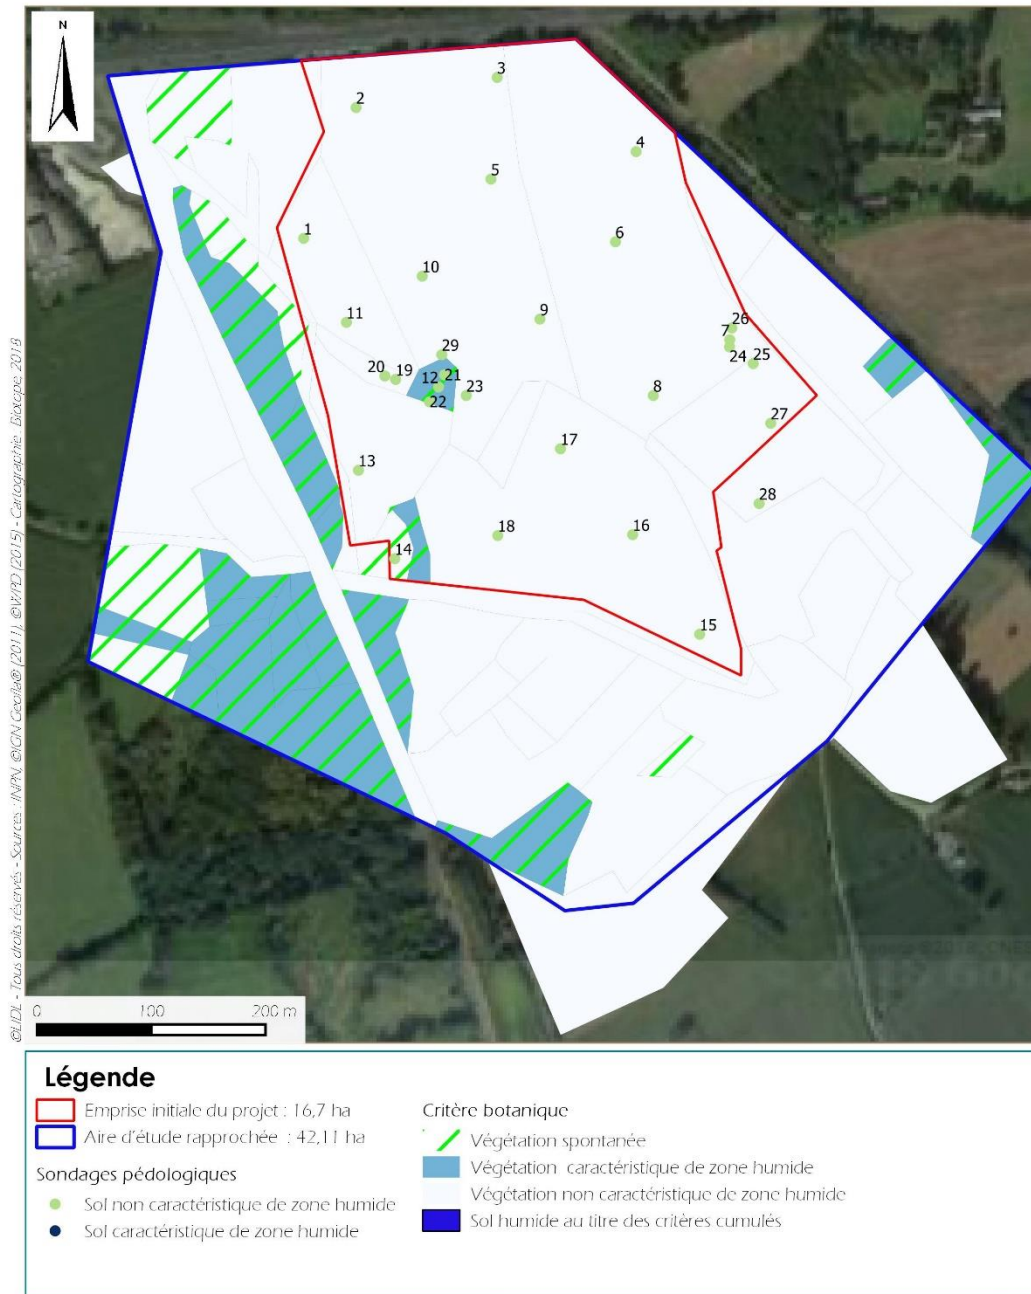 N
3
2
4
5
1
6
10
9
11
26
7
24
25
29
20
19
12
21
23
22
8
27
17
13
28
18
16
14
15
0
100
200 m
©LIDL - Tous droits réservés - Sources : INPN, ©IGN Geofla® (2011), ©WPD (2015) - Cartographie : Biotope, 2018
Légende
Emprise initiale du projet : 16,7 ha
Aire d'étude rapprochée : 42,11 ha
Sondages pédologiques
Sol non caractéristique de zone humide
Sol caractéristique de zone humide
Critère botanique
Végétation spontanée
Végétation caractéristique de zone humide
Végétation non caractéristique de zone humide
Sol humide au titre des critères cumulés